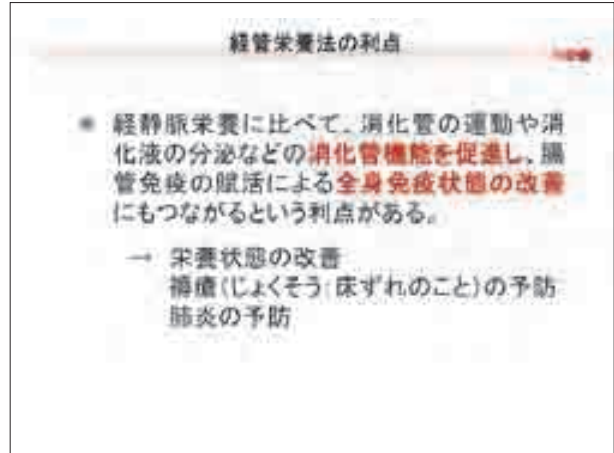 経管栄養法の利点
● 経静脈栄養に比べて、消化管の運動や消
化液の分泌などの消化管機能を促進し、腸
管免疫の賦活による全身免疫状態の改善
にもつながるという利点がある。
→ 栄養状態の改善
褥瘡(じょくそう:床ずれのこと)の予防
肺炎の予防